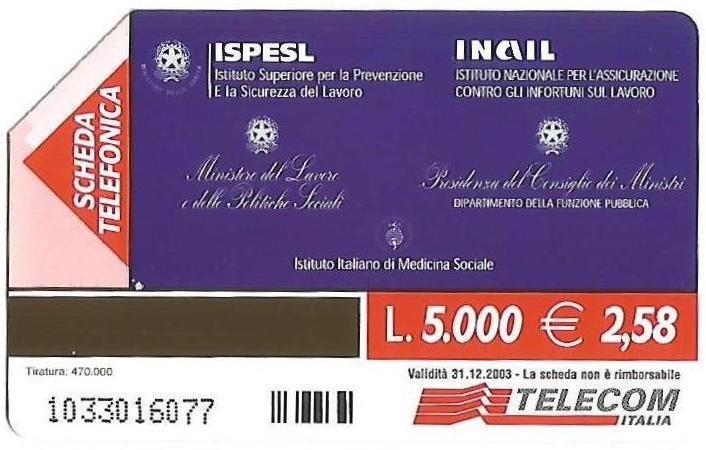 SCHEDA
TELEFONICA
ISPESL
Istituto Superiore per la Prevenzione
E la Sicurezza del Lavoro
INAIL
ISTITUTO NAZIONALE PER L'ASSICURAZIONE
CONTRO GLI INFORTUNI SUL LAVORO
Ministero del Lavoro
e delle Politiche Sociali
Presidenza del Consiglio dei Ministri
DIPARTIMENTO DELLA FUNZIONE PUBBLICA
Istituto Italiano di Medicina Sociale
L. 5.000 € 2,58
Tiratura: 470.000
Validità 31.12.2003 - La scheda non è rimborsabile
1033016077
TELECOM
ITALIA